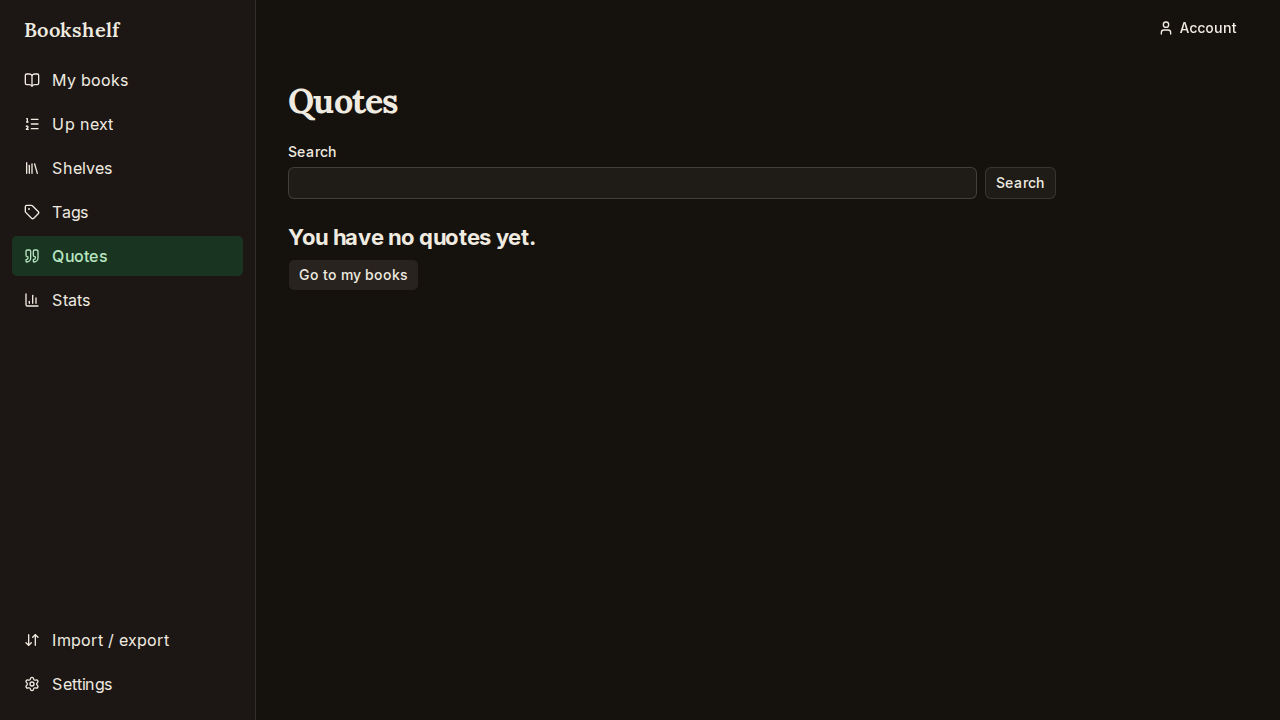 Bookshelf
My books
Up next
Shelves
Tags
Quotes
Stats
Import / export
Settings
Account
Quotes
Search
Search
You have no quotes yet.
Go to my books